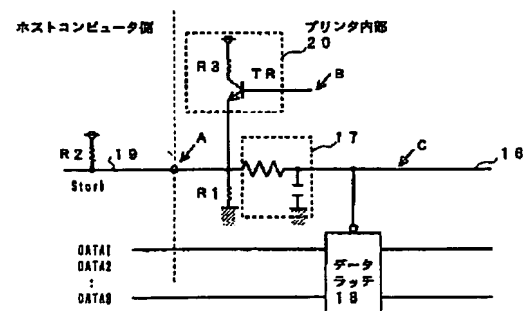 ホストコンピュータ側
プリンタ内部
20
R3
TR
B
A
17
C
16
R2
19
Storb
R1
DATA1
DATA2
:
DATA8
データ
ラッチ
18